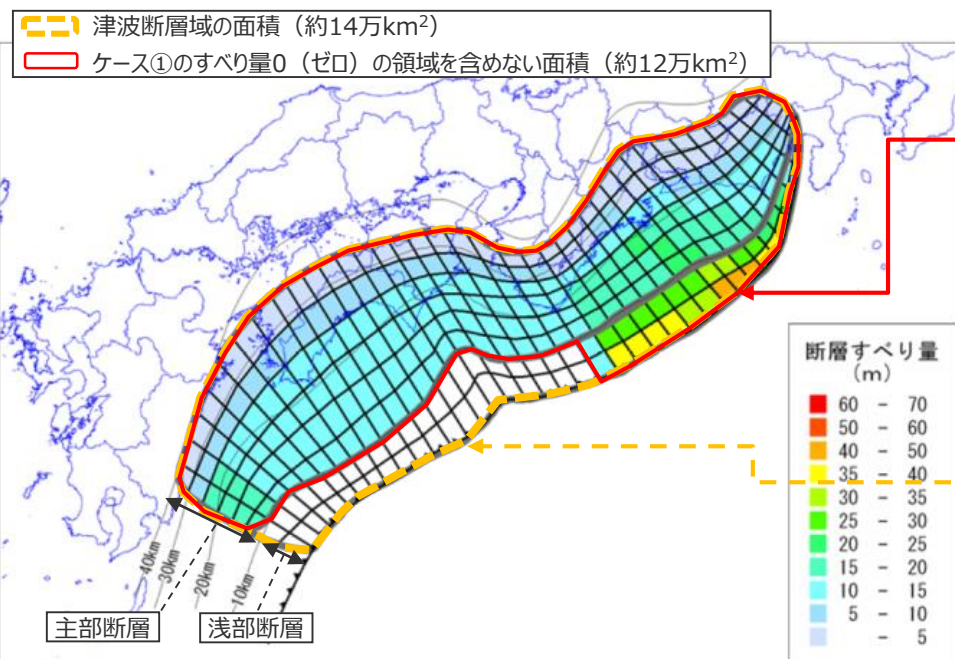 津波断層域の面積（約14万km²）
ケース①のすべり量0（ゼロ）の領域を含めない面積（約12万km²）
断層すべり量
(m)
60 - 70
50 - 60
40 - 50
35 - 40
30 - 35
25 - 30
20 - 25
15 - 20
10 - 15
5 - 10
- 5
40km
30km
20km
10km
主部断層
浅部断層